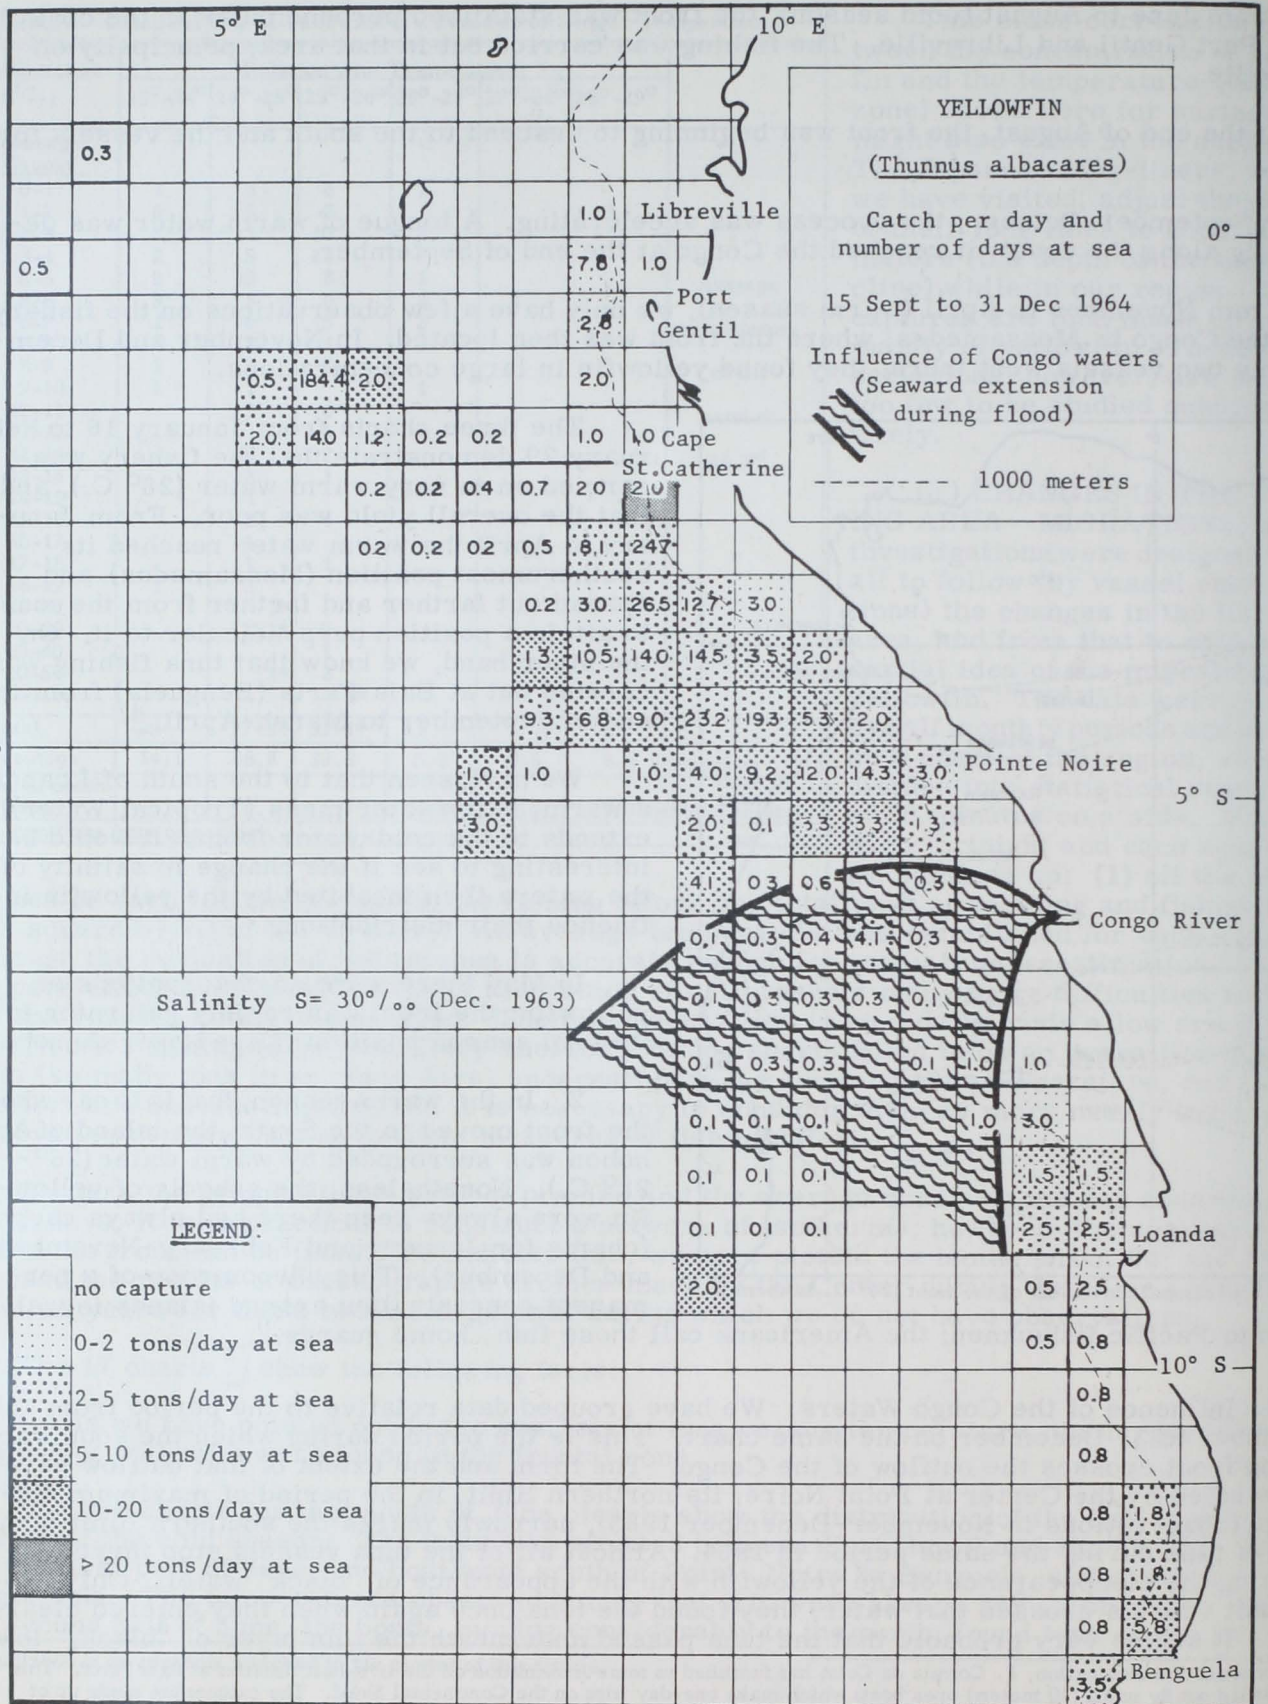 5° E 10° E
YELLOWFIN
(Thunnus albacares)
Catch per day and
number of days at sea
15 Sept to 31 Dec 1964
Influence of Congo waters
(Seaward extension
during flood)
1000 meters
0.3
1.0 Libreville
0°
0.5 7.8 1.0
Port
Gentil
2.8
0.5 184.4 2.0 2.0
2.0 14.0 1.2 0.2 0.2 1.0 1.0 Cape
St. Catherine
0.2 0.2 0.4 0.7 2.0 2.0
0.2 0.2 0.2 0.5 8.1 24.7
0.2 3.0 26.5 12.7 3.0
1.3 10.5 14.0 14.5 3.5 2.0
9.3 6.8 9.0 23.2 19.3 5.3 2.0
1.0 1.0 1.0 4.0 9.2 12.0 14.3 3.0 Pointe Noire
5° S
3.0 2.0 0.1 3.3 3.3 1.3
4.1 0.3 0.6 0.3
Congo River
0.1 0.3 0.4 4.1 0.3
Salinity S= 30°/₀₀ (Dec. 1963)
0.1 0.3 0.3 0.3 0.1
0.1 0.3 0.3 0.1 1.0 1.0
0.1 0.1 0.1 1.0 3.0
0.1 0.1 0.1 1.5 1.5
0.1 0.1 0.1 2.5 2.5 Loanda
2.0 0.5 2.5
0.5 0.8
10° S
0.8
0.8
0.8 1.8
0.8 1.8
0.8 5.8
3.5 Benguela
LEGEND:
no capture
0-2 tons/day at sea
2-5 tons/day at sea
5-10 tons/day at sea
10-20 tons/day at sea
> 20 tons/day at sea